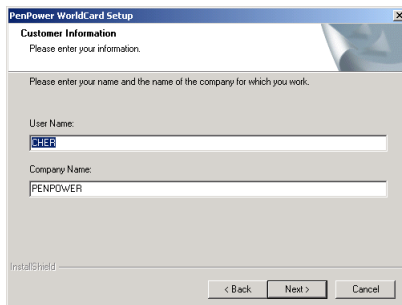 PenPower WorldCard Setup
Customer Information
Please enter your information.
Please enter your name and the name of the company for which you work.
User Name:
CHER
Company Name:
PENPOWER
InstallShield
< Back Next > Cancel